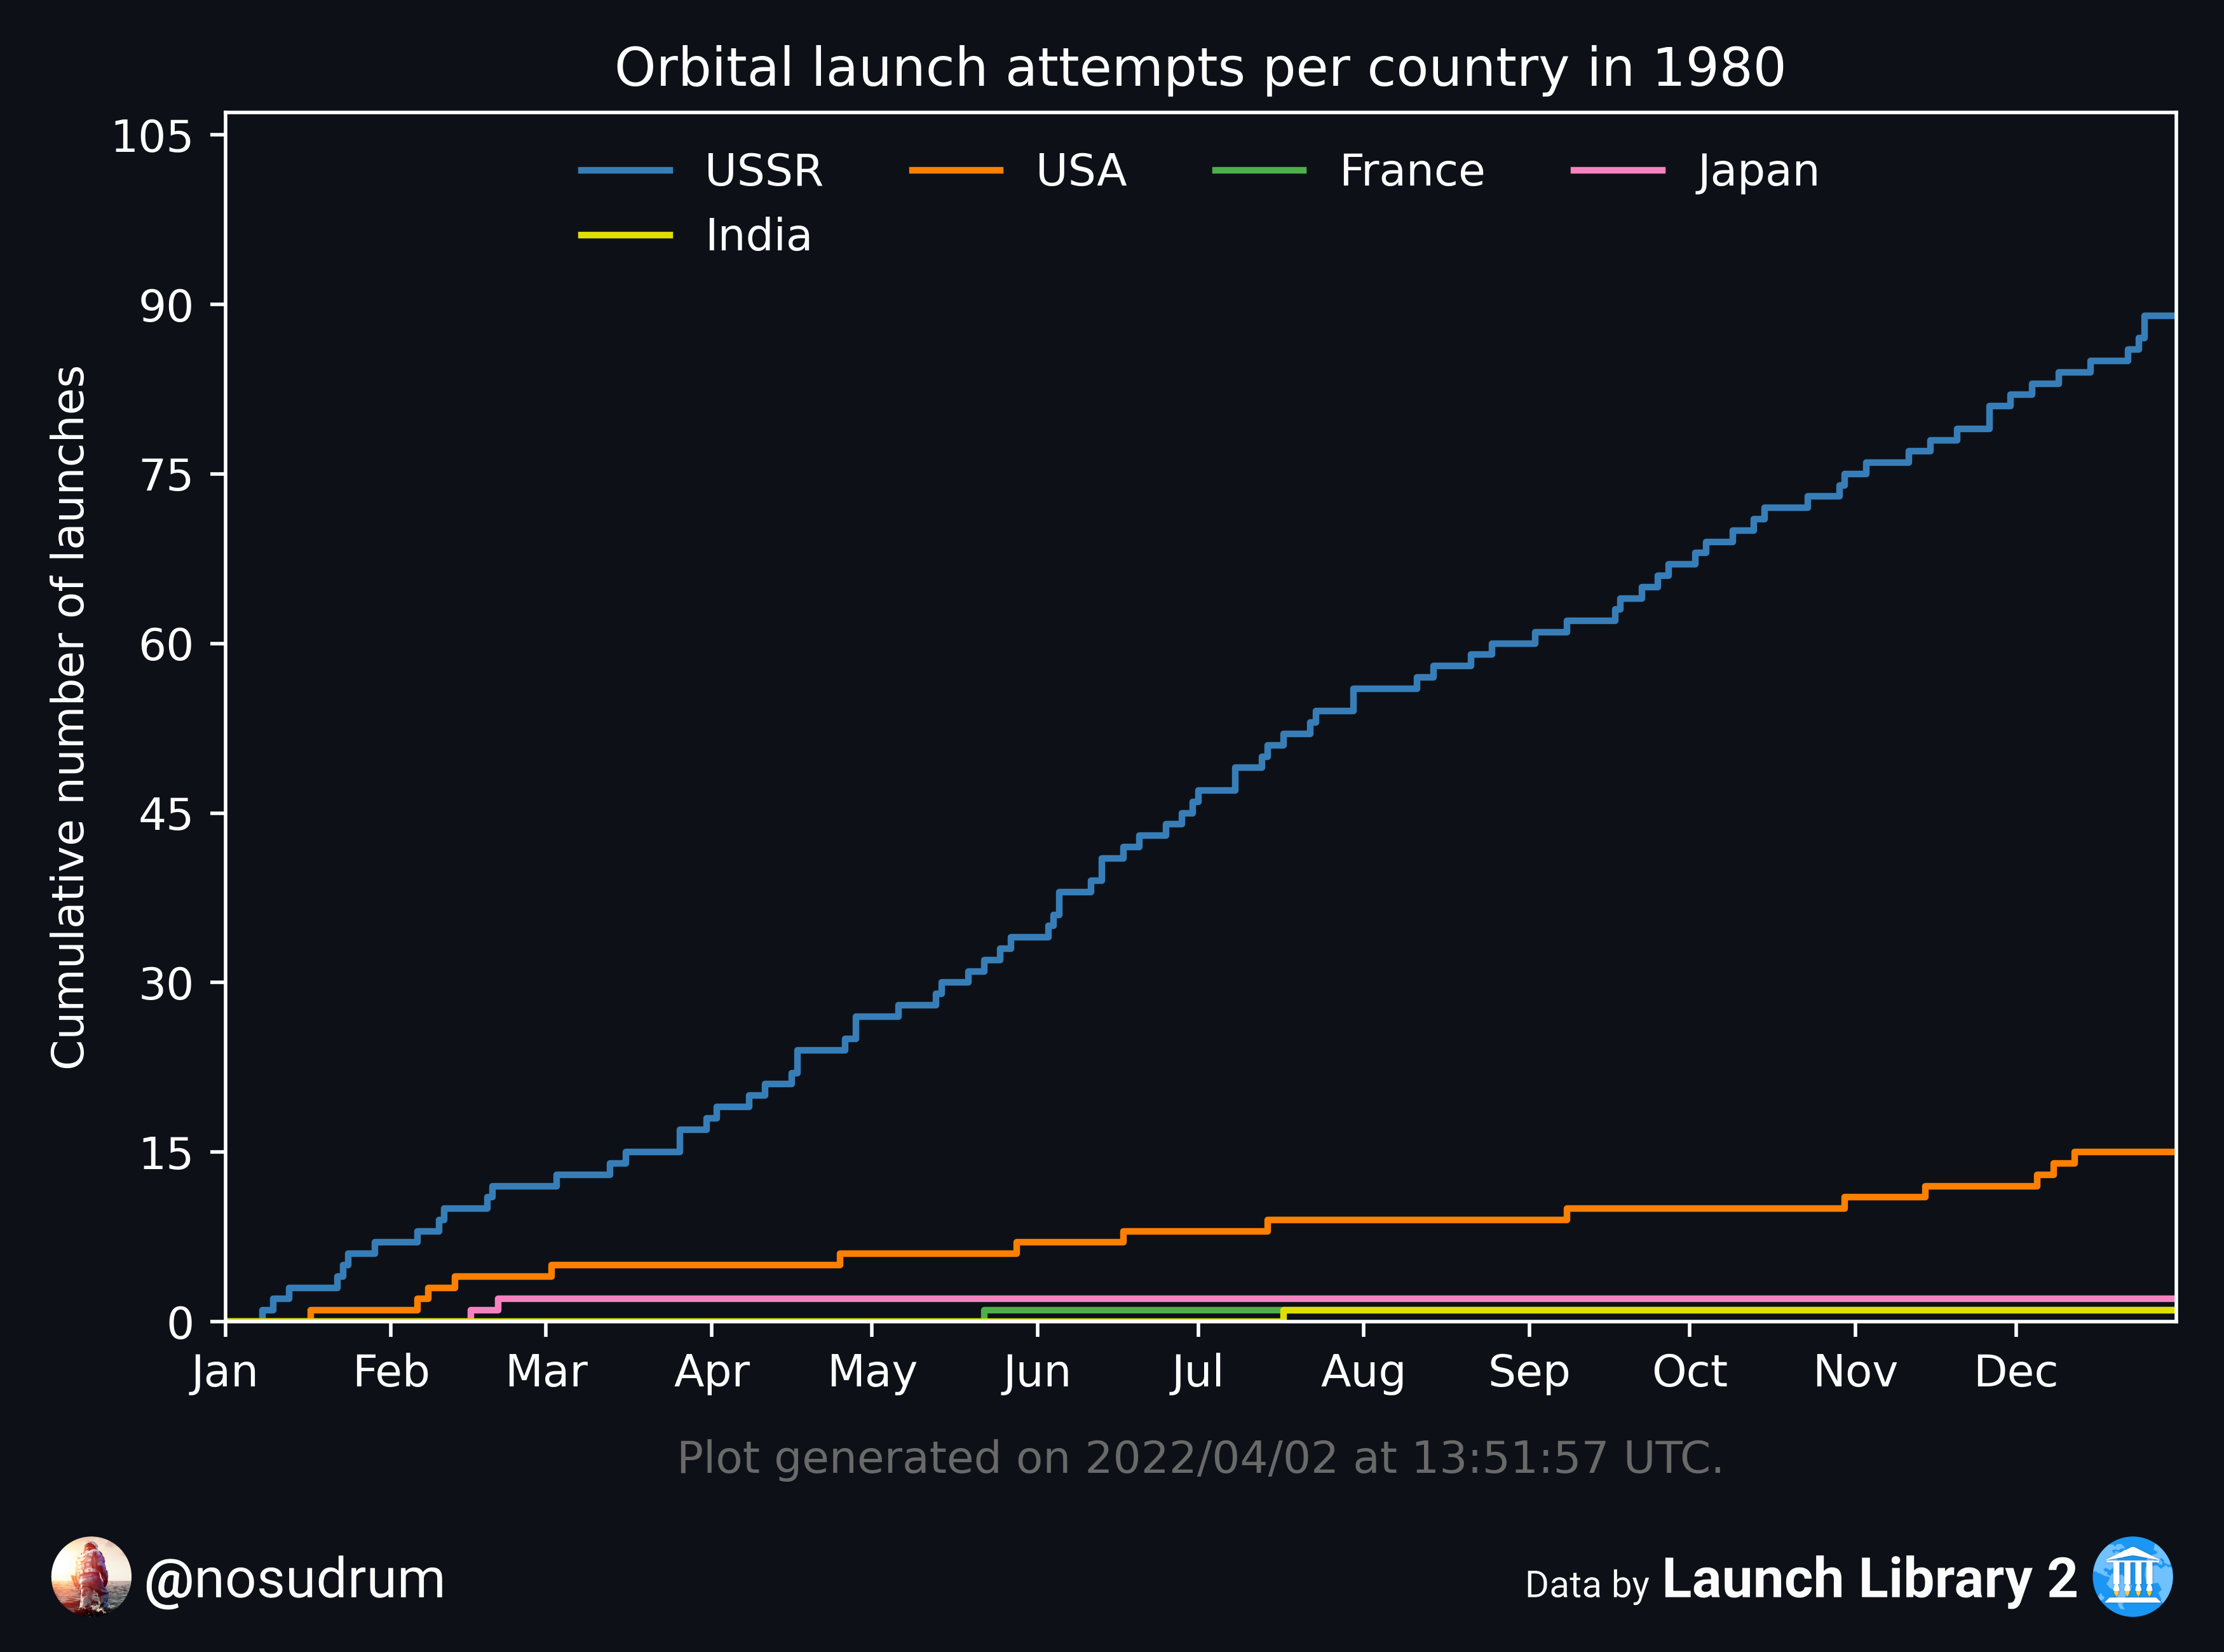 Orbital launch attempts per country in 1980
105
USSR USA France Japan
India
90
75
60
45
30
15
0
Cumulative number of launches
Jan Feb Mar Apr May Jun Jul Aug Sep Oct Nov Dec
Plot generated on 2022/04/02 at 13:51:57 UTC.
@nosudrum
Data by Launch Library 2